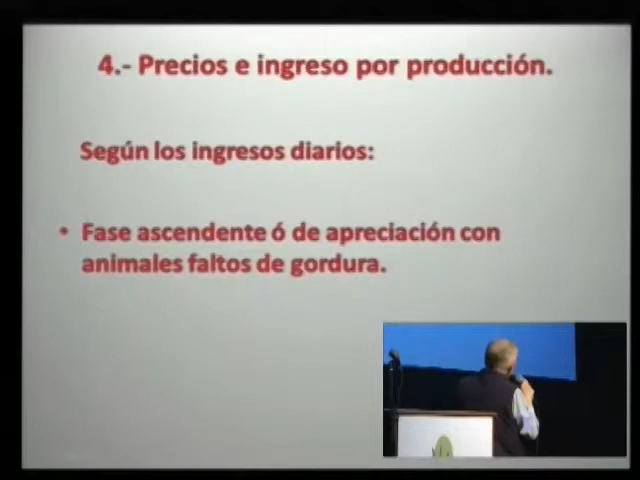 4.- Precios e ingreso por producción.
Según los ingresos diarios:
• Fase ascendente ó de apreciación con
animales faltos de gordura.